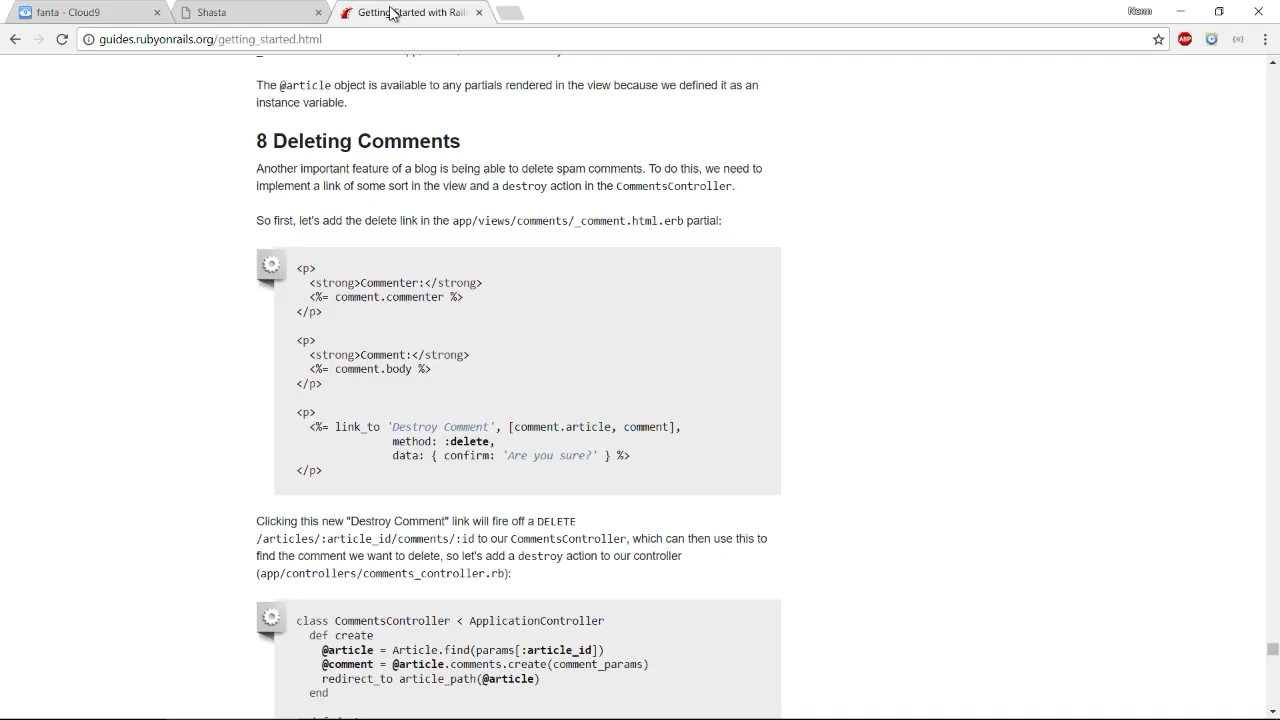 fanta - Cloud9
Shasta
Getting Started with Rail
Norm
guides.rubyonrails.org/getting_started.html
ABP
The @article object is available to any partials rendered in the view because we defined it as an
instance variable.
8 Deleting Comments
Another important feature of a blog is being able to delete spam comments. To do this, we need to
implement a link of some sort in the view and a destroy action in the CommentsController.
So first, let's add the delete link in the app/views/comments/_comment.html.erb partial:
<p>
  <strong>Commenter:</strong>
  <%= comment.commenter %>
</p>
<p>
  <strong>Comment:</strong>
  <%= comment.body %>
</p>
<p>
  <%= link_to 'Destroy Comment', [comment.article, comment],
               method: :delete,
               data: { confirm: 'Are you sure?' } %>
</p>
Clicking this new "Destroy Comment" link will fire off a DELETE
/articles/:article_id/comments/:id to our CommentsController, which can then use this to
find the comment we want to delete, so let's add a destroy action to our controller
(app/controllers/comments_controller.rb):
class CommentsController < ApplicationController
  def create
    @article = Article.find(params[:article_id])
    @comment = @article.comments.create(comment_params)
    redirect_to article_path(@article)
  end